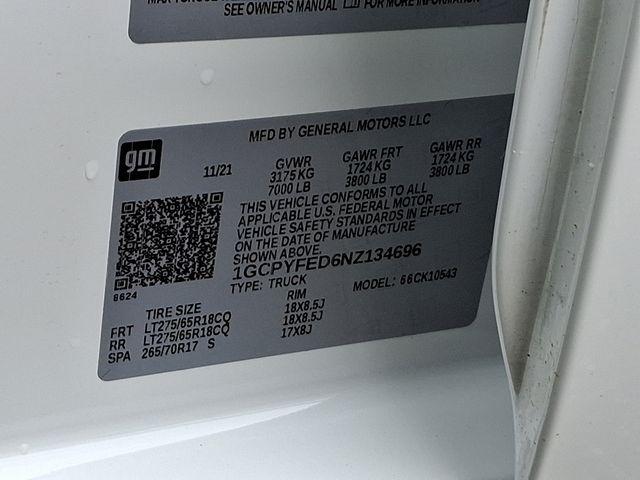 SEE OWNER'S MANUAL FOR MORE INFORMATION
gm
MFD BY GENERAL MOTORS LLC
11/21 GVWR GAWR FRT GAWR RR
3175 KG 1724 KG 1724 KG
7000 LB 3800 LB 3800 LB
THIS VEHICLE CONFORMS TO ALL
APPLICABLE U.S. FEDERAL MOTOR
VEHICLE SAFETY STANDARDS IN EFFECT
ON THE DATE OF MANUFACTURE
SHOWN ABOVE.
1GCPYFED6NZ134696
TYPE: TRUCK MODEL: 66CK10543
8624
TIRE SIZE RIM
FRT LT275/65R18CQ 18X8.5J
RR LT275/65R18CQ 18X8.5J
SPA 265/70R17 S 17X8J